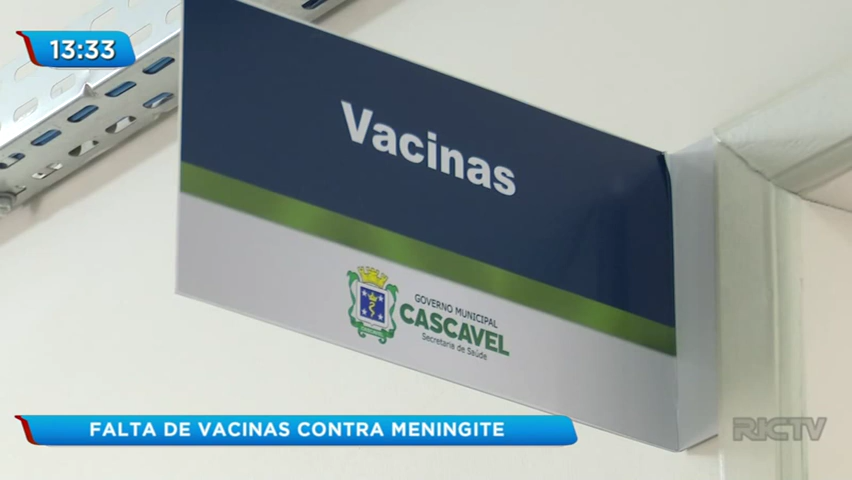 13:33
Vacinas
GOVERNO MUNICIPAL
CASCAVEL
Secretaria de Saúde
FALTA DE VACINAS CONTRA MENINGITE
RICTV